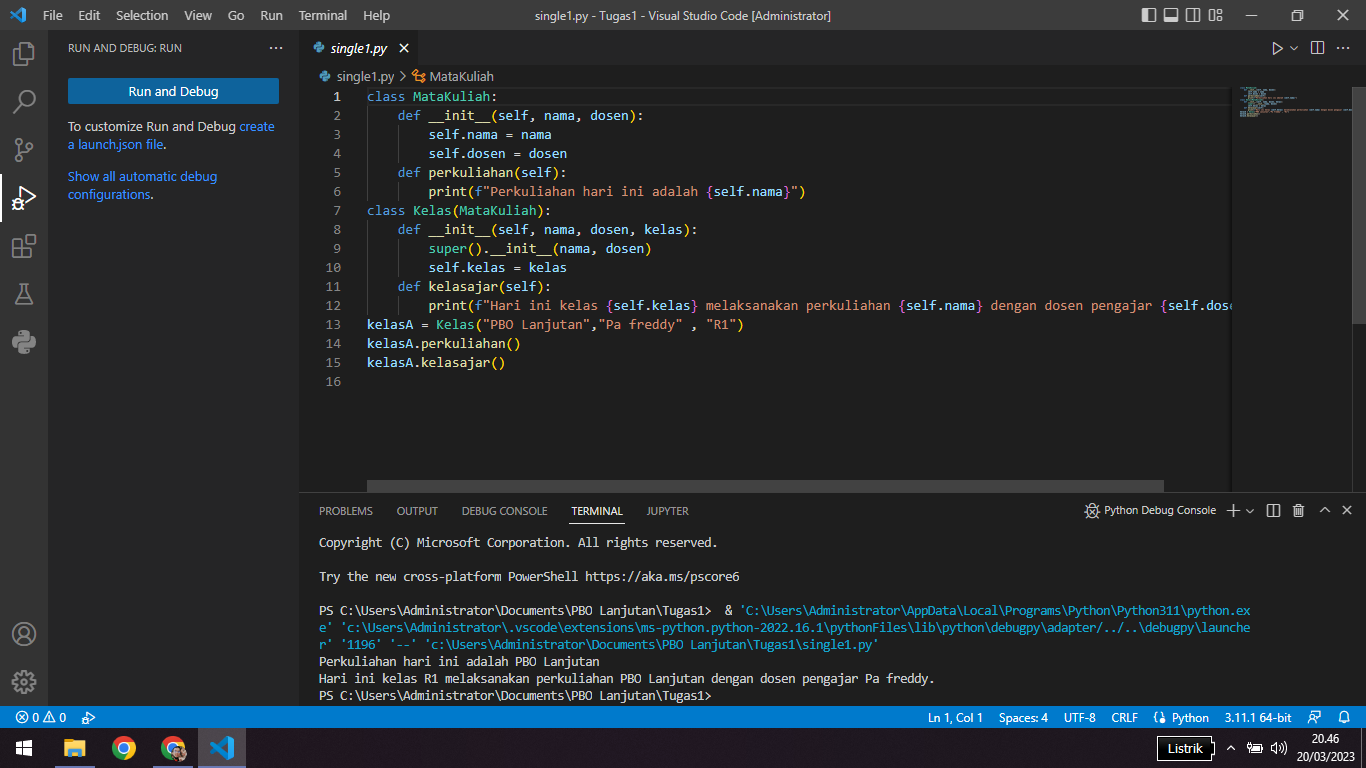 File Edit Selection View Go Run Terminal Help single1.py - Tugas1 - Visual Studio Code [Administrator]
RUN AND DEBUG: RUN ···
Run and Debug
To customize Run and Debug create
a launch.json file.
Show all automatic debug
configurations.
single1.py
single1.py > MataKuliah
1 class MataKuliah:
2 def __init__(self, nama, dosen):
3 self.nama = nama
4 self.dosen = dosen
5 def perkuliahan(self):
6 print(f"Perkuliahan hari ini adalah {self.nama}")
7 class Kelas(MataKuliah):
8 def __init__(self, nama, dosen, kelas):
9 super().__init__(nama, dosen)
10 self.kelas = kelas
11 def kelasajar(self):
12 print(f"Hari ini kelas {self.kelas} melaksanakan perkuliahan {self.nama} dengan dosen pengajar {self.dose
13 kelasA = Kelas("PBO Lanjutan","Pa freddy" , "R1")
14 kelasA.perkuliahan()
15 kelasA.kelasajar()
16
PROBLEMS OUTPUT DEBUG CONSOLE TERMINAL JUPYTER Python Debug Console
Copyright (C) Microsoft Corporation. All rights reserved.
Try the new cross-platform PowerShell https://aka.ms/pscore6
PS C:\Users\Administrator\Documents\PBO Lanjutan\Tugas1> & 'C:\Users\Administrator\AppData\Local\Programs\Python\Python311\python.ex
e' 'c:\Users\Administrator\.vscode\extensions\ms-python.python-2022.16.1\pythonFiles\lib\python\debugpy\adapter/../..\debugpy\launche
r' '1196' '--' 'c:\Users\Administrator\Documents\PBO Lanjutan\Tugas1\single1.py'
Perkuliahan hari ini adalah PBO Lanjutan
Hari ini kelas R1 melaksanakan perkuliahan PBO Lanjutan dengan dosen pengajar Pa freddy.
PS C:\Users\Administrator\Documents\PBO Lanjutan\Tugas1>
0 0 Ln 1, Col 1 Spaces: 4 UTF-8 CRLF Python 3.11.1 64-bit
Listrik
20.46
20/03/2023